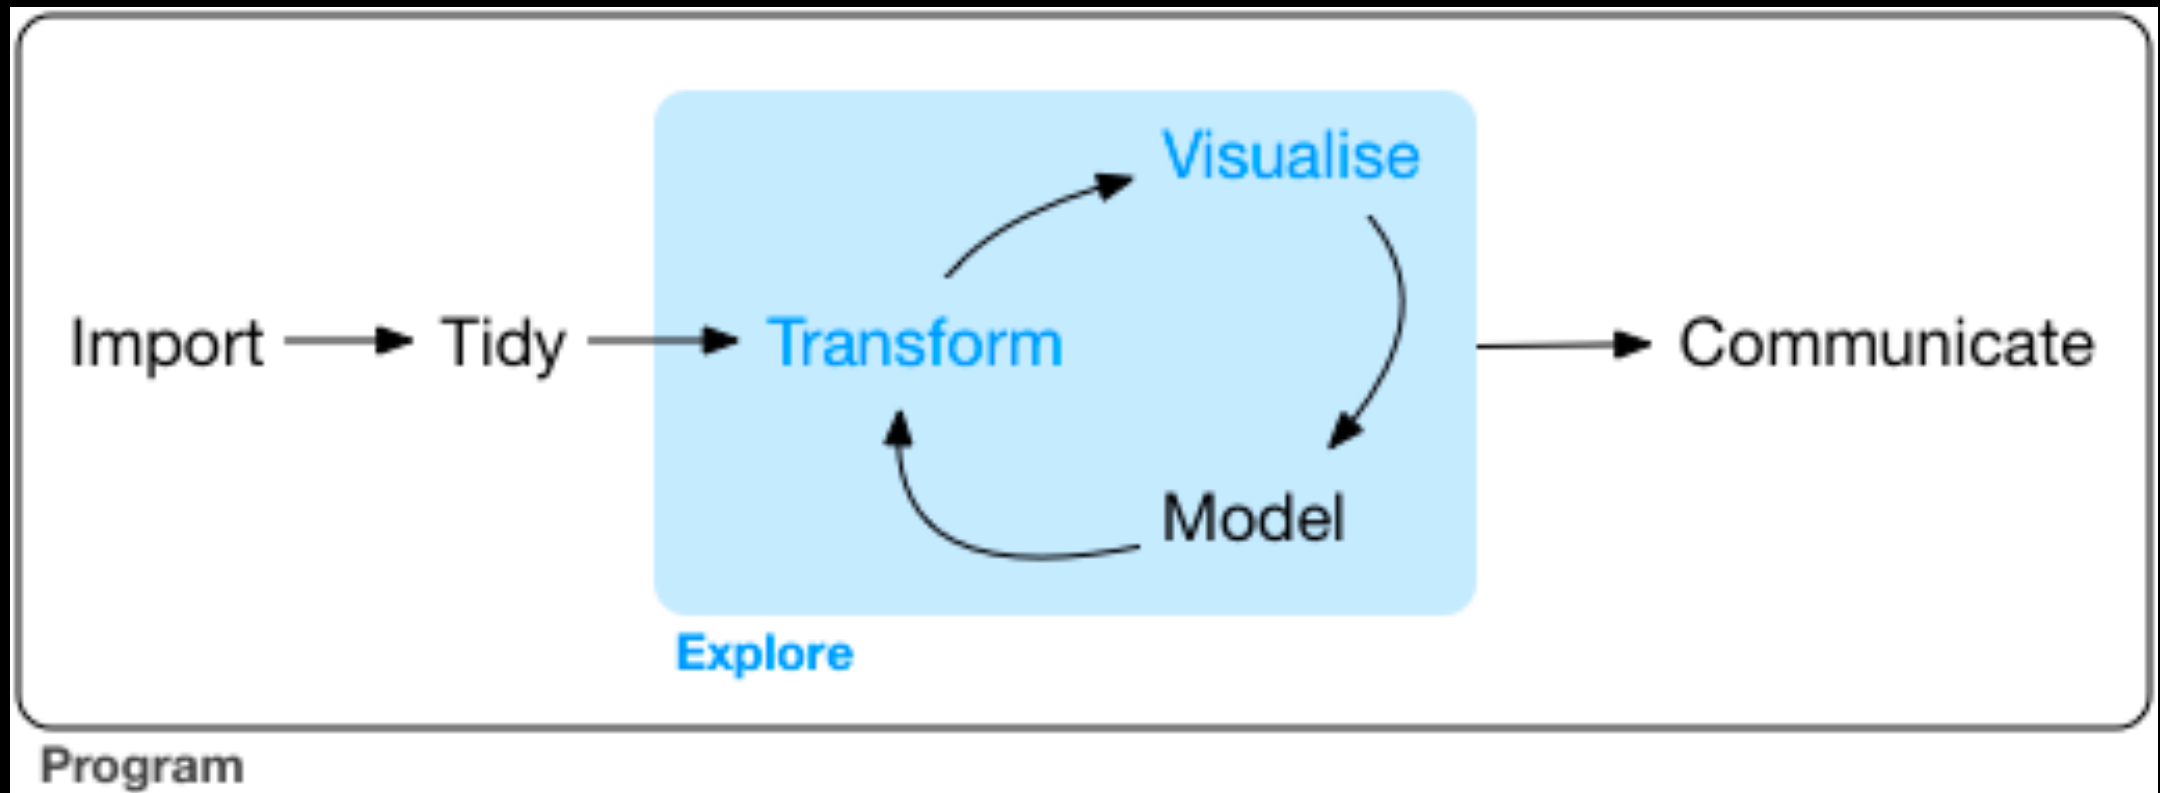 Visualise
Import Tidy Transform Communicate
Model
Explore
Program